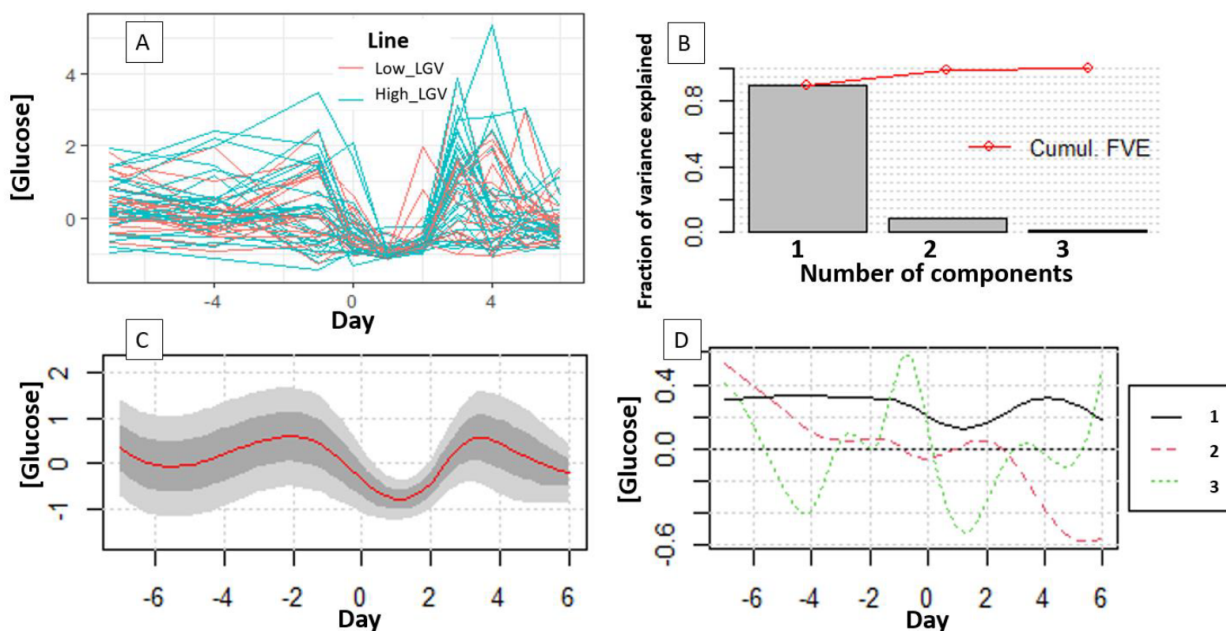 A
Line
Low_LGV
High_LGV
[Glucose]
4
2
0
-4
0
4
Day
B
Fraction of variance explained
0.8
0.4
0.0
Cumul. FVE
1
2
3
Number of components
C
[Glucose]
2
1
0
-1
-6
-4
-2
0
2
4
6
Day
D
[Glucose]
0.4
0.0
-0.6
-6
-4
-2
0
2
4
6
Day
1
2
3